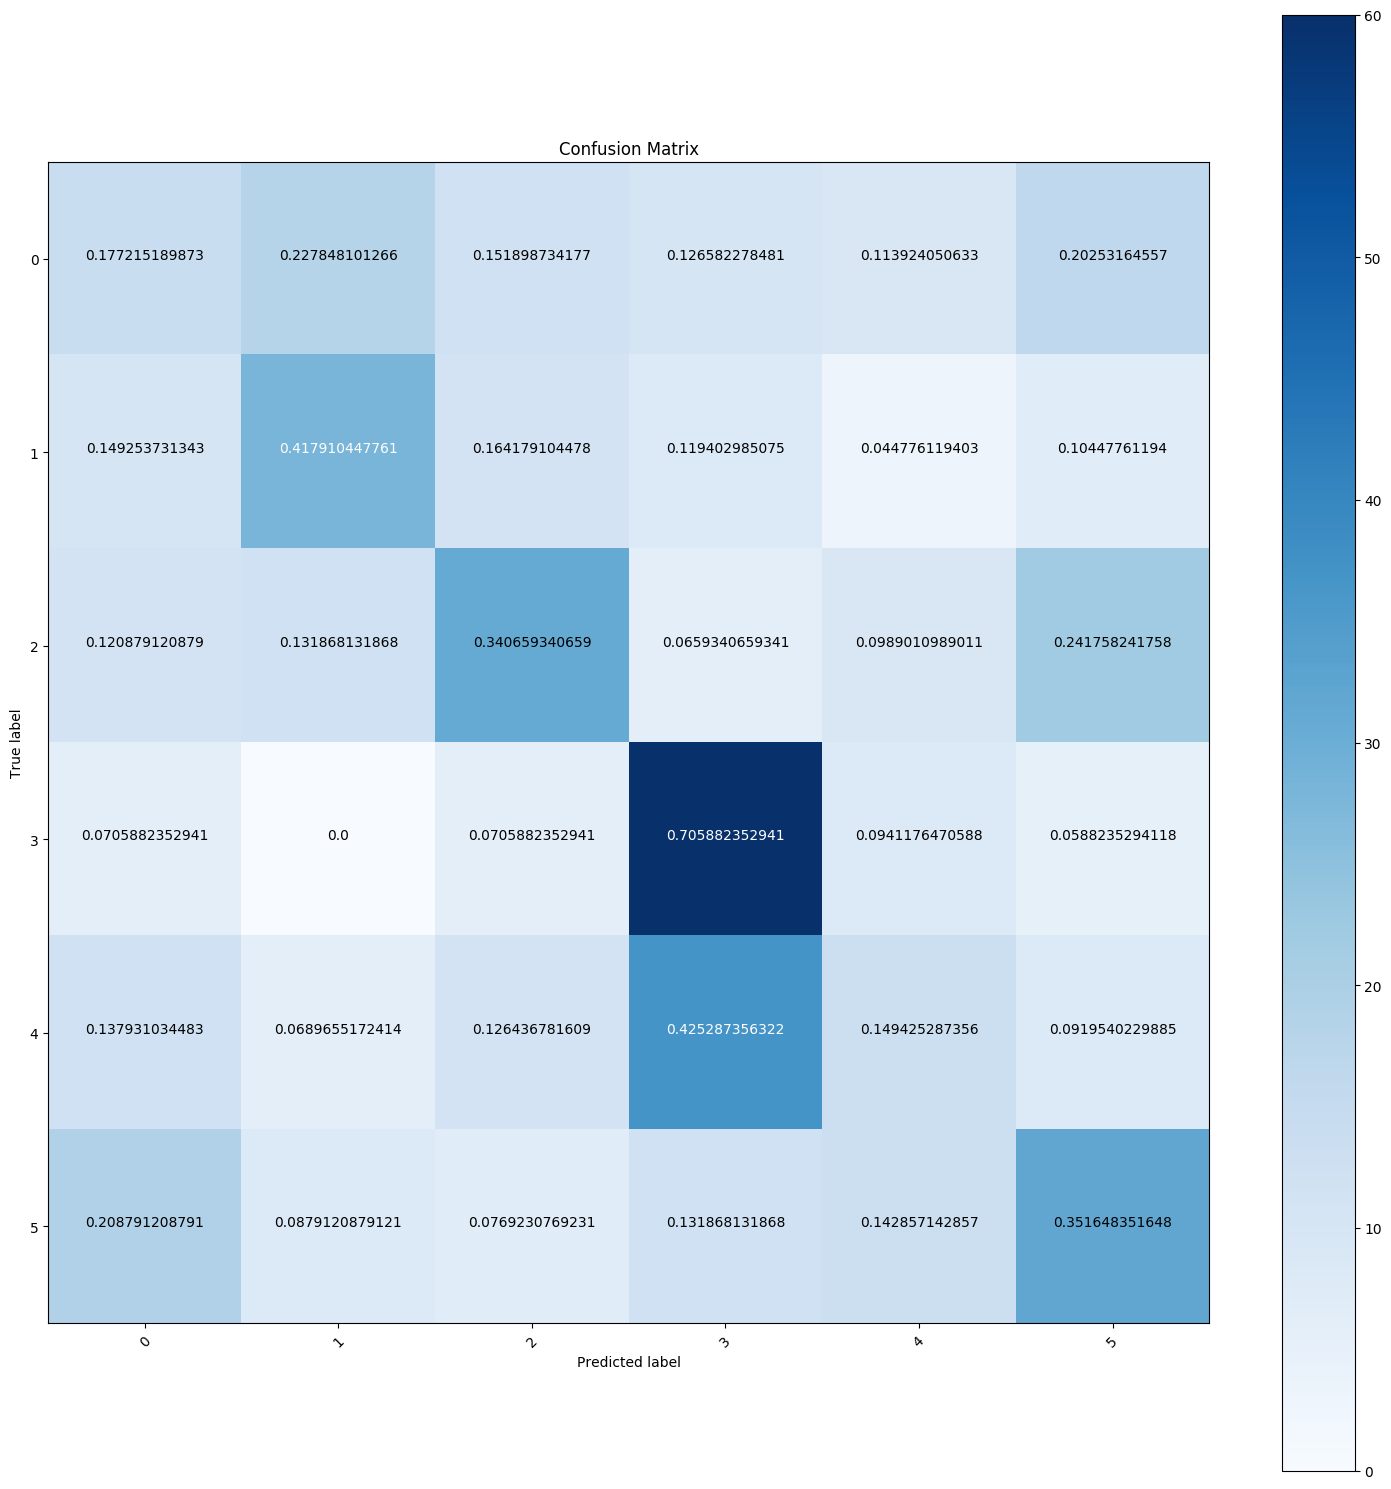 Confusion Matrix
60
50
40
30
20
10
0
True label
0 0.177215189873 0.227848101266 0.151898734177 0.126582278481 0.113924050633 0.20253164557
1 0.149253731343 0.417910447761 0.164179104478 0.119402985075 0.044776119403 0.10447761194
2 0.120879120879 0.131868131868 0.340659340659 0.0659340659341 0.0989010989011 0.241758241758
3 0.0705882352941 0.0 0.0705882352941 0.705882352941 0.0941176470588 0.0588235294118
4 0.137931034483 0.0689655172414 0.126436781609 0.425287356322 0.149425287356 0.0919540229885
5 0.208791208791 0.0879120879121 0.0769230769231 0.131868131868 0.142857142857 0.351648351648
0 1 2 3 4 5
Predicted label